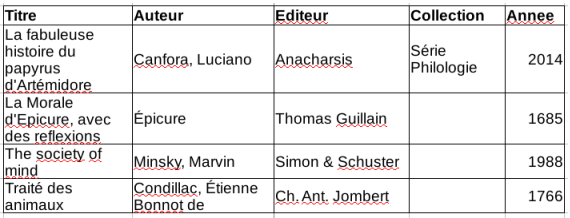 Titre Auteur Editeur Collection Annee
La fabuleuse
histoire du
papyrus
d'Artémidore
Canfora, Luciano
Anacharsis
Série
Philologie
2014
La Morale
d'Epicure, avec
des reflexions
Épicure
Thomas Guillain
1685
The society of
mind
Minsky, Marvin
Simon & Schuster
1988
Traité des
animaux
Condillac, Étienne
Bonnot de
Ch. Ant. Jombert
1766